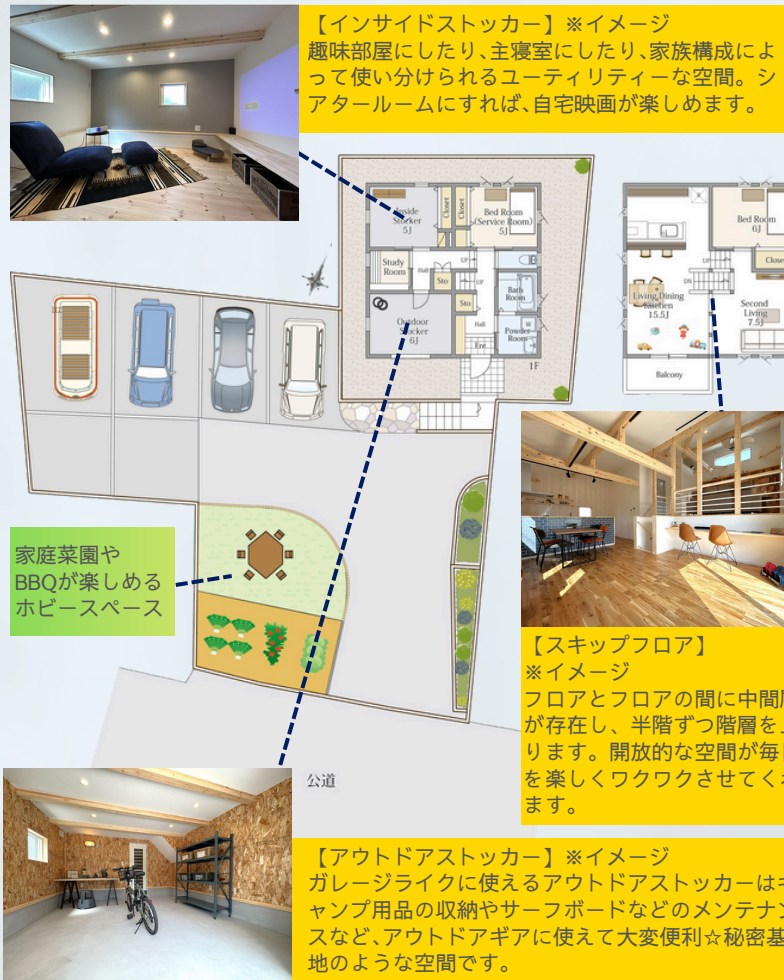 【インサイドストッカー】※イメージ
趣味部屋にしたり、主寝室にしたり、家族構成によ
って使い分けられるユーティリティーな空間。シ
アタールームにすれば、自宅映画が楽しめます。
Inside
Stocker
5J
Closet
Closet
Bed Room
(Service Room)
5J
Study
Room
Hall
Sto
UP
UP
Sto
Bath
Room
Outdoor
Stocker
6J
Hall
Powder
Room
W
Ent
1F
Bed Room
6J
Close
UP
DN
Living Dining
Kitchen
15.5J
Second
Living
7.5J
Balcony
家庭菜園や
BBQが楽しめる
ホビースペース
【スキップフロア】
※イメージ
フロアとフロアの間に中間
が存在し、半階ずつ階層を
ります。開放的な空間が毎
を楽しくワクワクさせてく
ます。
公道
【アウトドアストッカー】※イメージ
ガレージライクに使えるアウトドアストッカーはキ
ャンプ用品の収納やサーフボードなどのメンテナン
スなど、アウトドアギアに使えて大変便利☆秘密基
地のような空間です。